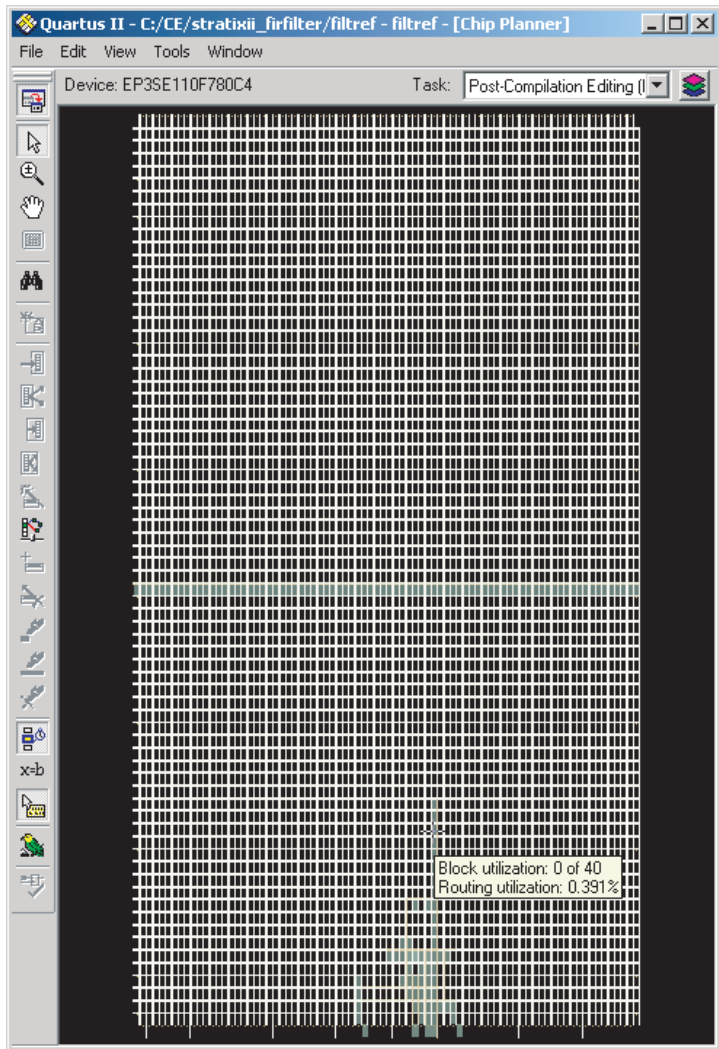 Quartus II - C:/CE/stratixii_firfilter/filtref - filtref - [Chip Planner]
File Edit View Tools Window
Device: EP3SE110F780C4 Task: Post-Compilation Editing (I
x=b
Block utilization: 0 of 40
Routing utilization: 0.391%